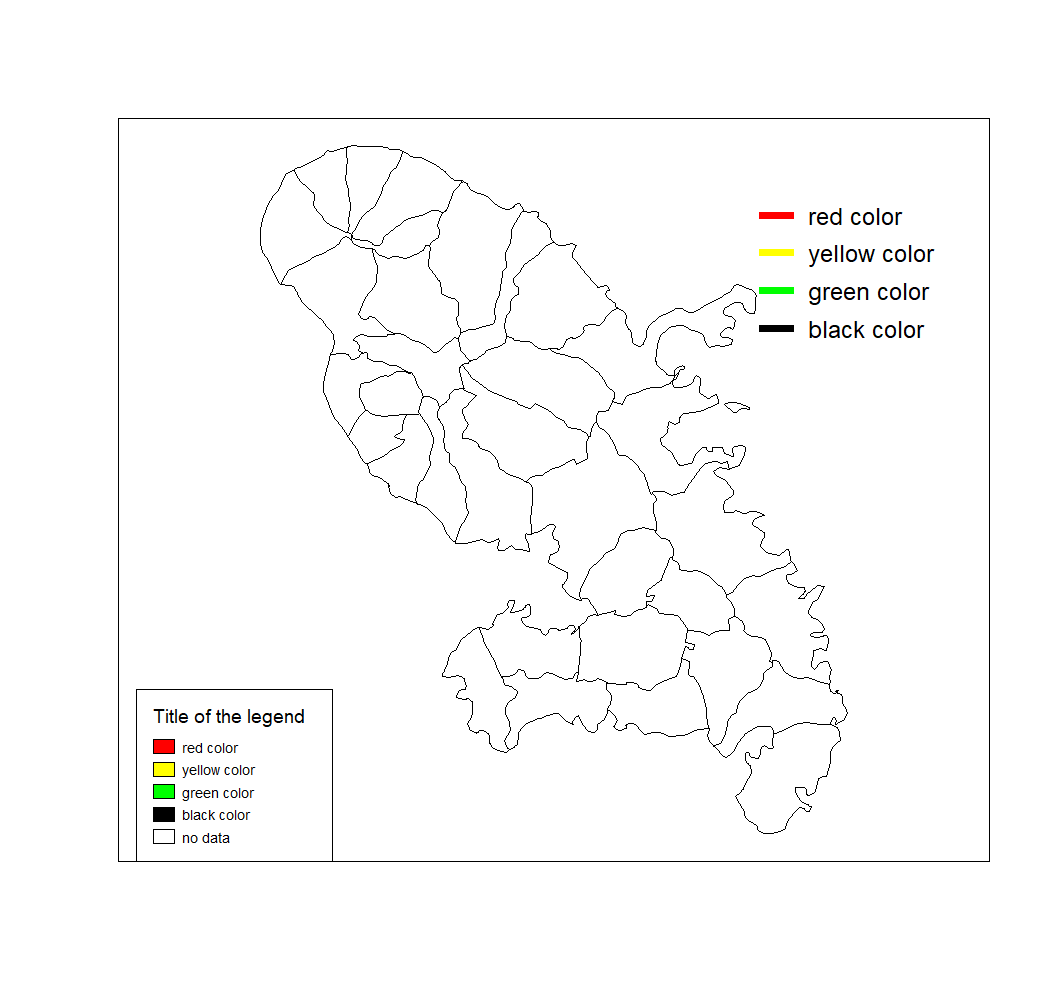 red color
yellow color
green color
black color
Title of the legend
red color
yellow color
green color
black color
no data